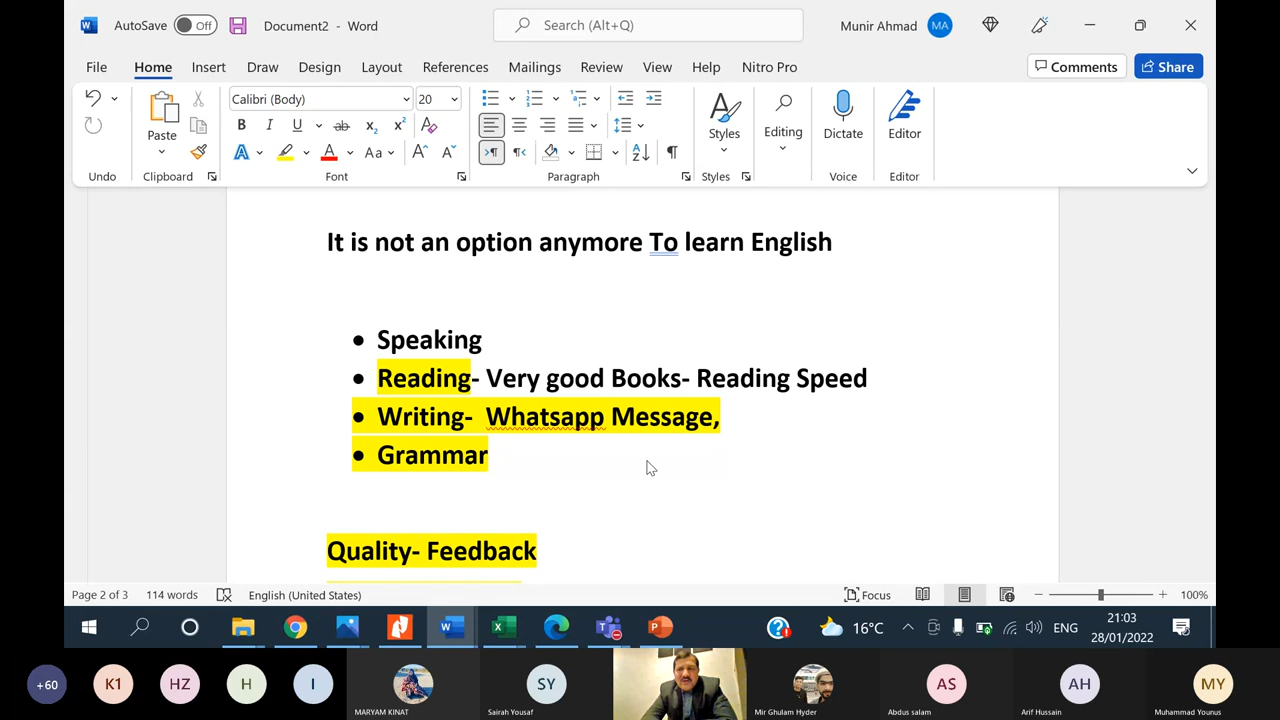 AutoSave Off Document2 - Word Search (Alt+Q) Munir Ahmad MA
File Home Insert Draw Design Layout References Mailings Review View Help Nitro Pro Comments Share
Calibri (Body) 20
Paste Styles Editing Dictate Editor
Undo Clipboard Font Paragraph Styles Voice Editor
It is not an option anymore To learn English
• Speaking
• Reading- Very good Books- Reading Speed
• Writing- Whatsapp Message,
• Grammar
Quality- Feedback
Page 2 of 3 114 words English (United States) Focus 100%
16°C ENG 21:03
28/01/2022
+60 K1 HZ H I SY AS AH MY
MARYAM KINAT Sairah Yousaf Mir Ghulam Hyder Abdus salam Arif Hussain Muhammad Younus